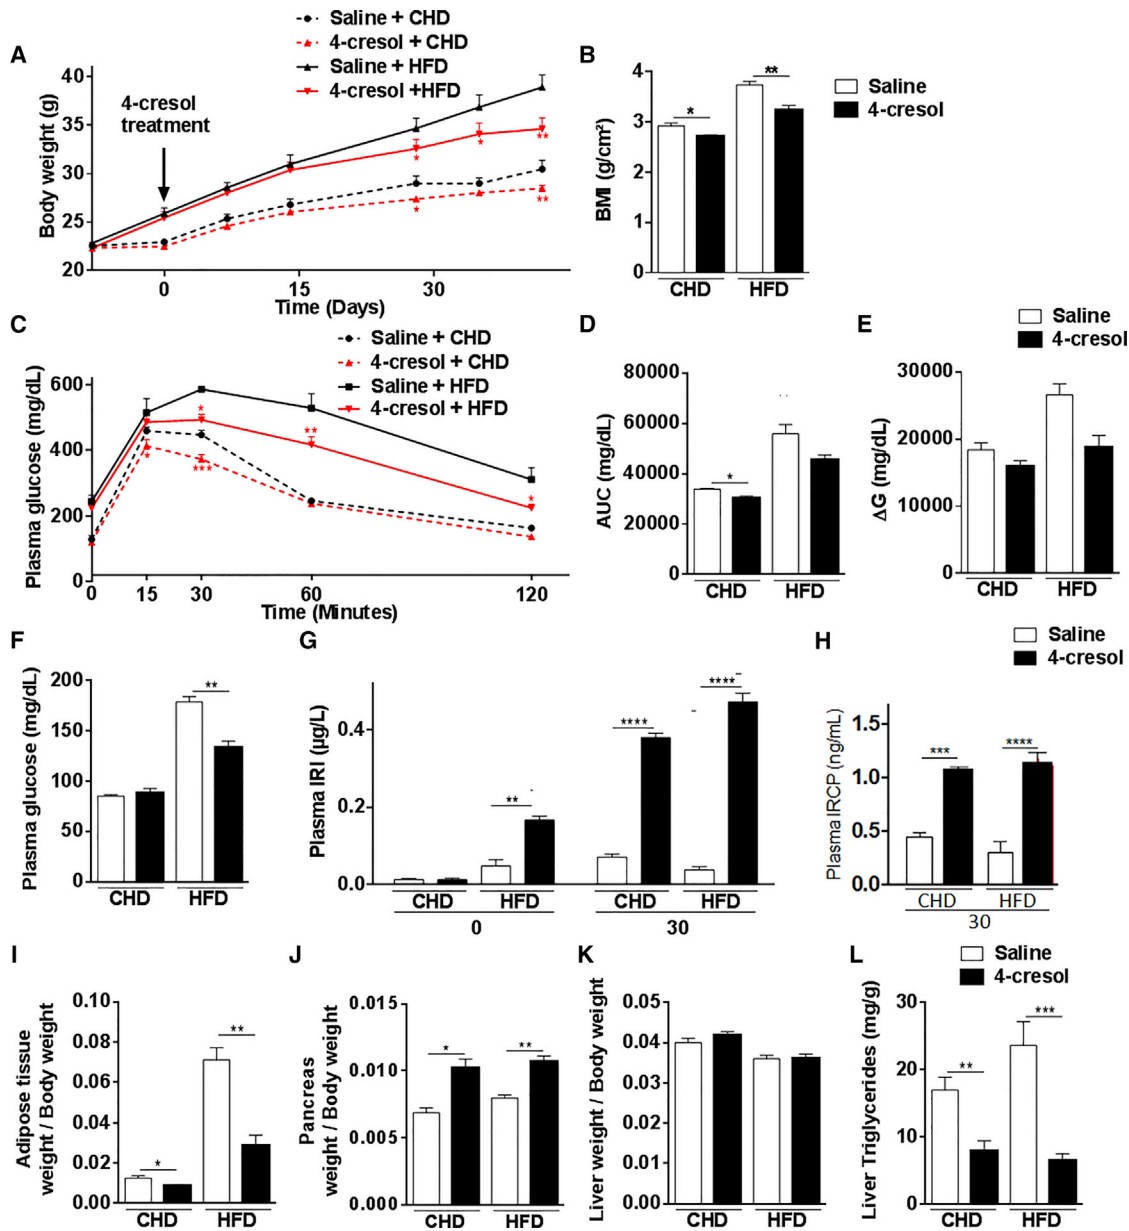 A
Saline + CHD
4-cresol + CHD
Saline + HFD
4-cresol +HFD
4-cresol
treatment
Body weight (g)
40
35
30
25
20
* * **
* **
0 15 30
Time (Days)
B
Saline
4-cresol
BMI (g/cm²)
4
3
2
1
0
* **
CHD HFD
C
Saline + CHD
4-cresol + CHD
Saline + HFD
4-cresol + HFD
Plasma glucose (mg/dL)
600
400
200
0
* ** *
* ***
0 15 30 60 120
Time (Minutes)
D
AUC (mg/dL)
80000
60000
40000
20000
0
*
CHD HFD
E
Saline
4-cresol
ΔG (mg/dL)
30000
20000
10000
0
CHD HFD
F
Plasma glucose (mg/dL)
200
150
100
50
0
**
CHD HFD
G
Saline
4-cresol
Plasma IRI (µg/L)
0.4
0.2
0.0
** **** ****
CHD HFD CHD HFD
0 30
H
Plasma IRCP (ng/mL)
1.5
1.0
0.5
0.0
*** ****
CHD HFD
30
I
Adipose tissue
weight / Body weight
0.10
0.08
0.06
0.04
0.02
0.00
* **
CHD HFD
J
Pancreas
weight / Body weight
0.015
0.010
0.005
0.000
* **
CHD HFD
K
Liver weight / Body weight
0.05
0.04
0.03
0.02
0.01
0.00
CHD HFD
L
Saline
4-cresol
Liver Triglycerides (mg/g)
30
20
10
0
** ***
CHD HFD